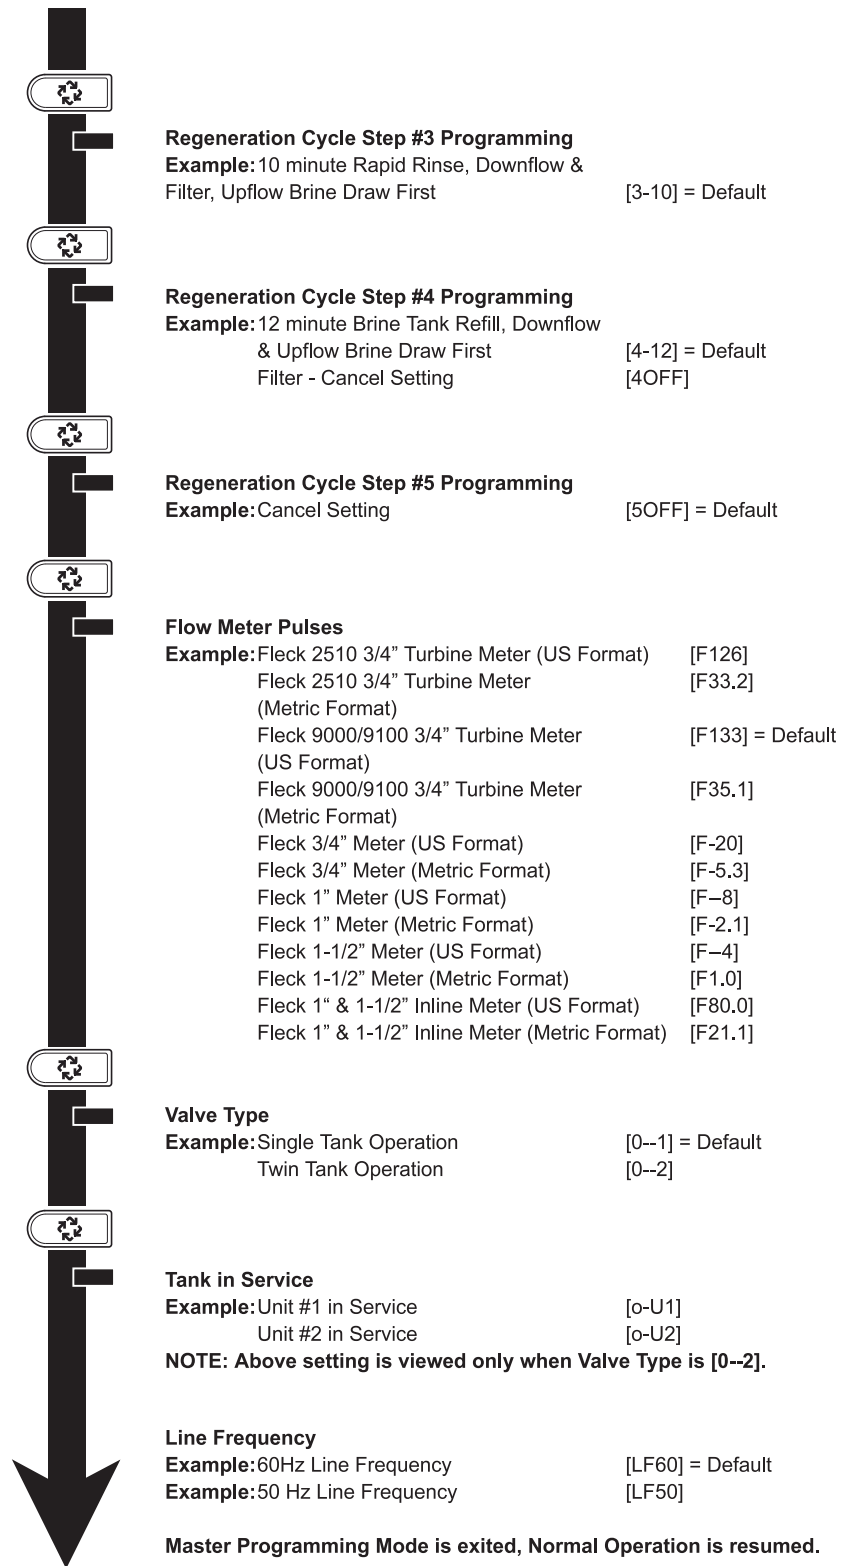 Regeneration Cycle Step #3 Programming
Example: 10 minute Rapid Rinse, Downflow &
Filter, Upflow Brine Draw First [3-10] = Default
Regeneration Cycle Step #4 Programming
Example: 12 minute Brine Tank Refill, Downflow
& Upflow Brine Draw First [4-12] = Default
Filter - Cancel Setting [4OFF]
Regeneration Cycle Step #5 Programming
Example: Cancel Setting [5OFF] = Default
Flow Meter Pulses
Example: Fleck 2510 3/4” Turbine Meter (US Format) [F126]
Fleck 2510 3/4” Turbine Meter [F33.2]
(Metric Format)
Fleck 9000/9100 3/4” Turbine Meter [F133] = Default
(US Format)
Fleck 9000/9100 3/4” Turbine Meter [F35.1]
(Metric Format)
Fleck 3/4” Meter (US Format) [F-20]
Fleck 3/4” Meter (Metric Format) [F-5.3]
Fleck 1” Meter (US Format) [F–8]
Fleck 1” Meter (Metric Format) [F-2.1]
Fleck 1-1/2” Meter (US Format) [F–4]
Fleck 1-1/2” Meter (Metric Format) [F1.0]
Fleck 1“ & 1-1/2” Inline Meter (US Format) [F80.0]
Fleck 1” & 1-1/2” Inline Meter (Metric Format) [F21.1]
Valve Type
Example: Single Tank Operation [0--1] = Default
Twin Tank Operation [0--2]
Tank in Service
Example: Unit #1 in Service [o-U1]
Unit #2 in Service [o-U2]
NOTE: Above setting is viewed only when Valve Type is [0--2].
Line Frequency
Example: 60Hz Line Frequency [LF60] = Default
Example: 50 Hz Line Frequency [LF50]
Master Programming Mode is exited, Normal Operation is resumed.